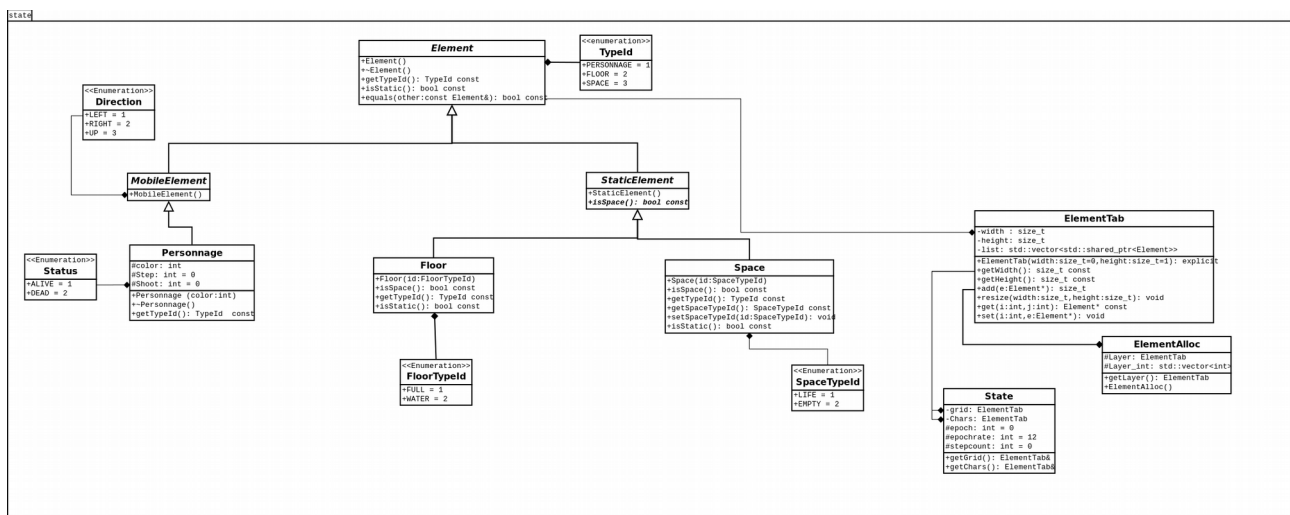 state
Element
+Element()
+~Element()
+getTypeId(): TypeId const
+isStatic(): bool const
+equals(other:const Element&): bool const
<<enumeration>>
TypeId
+PERSONNAGE = 1
+FLOOR = 2
+SPACE = 3
<<Enumeration>>
Direction
+LEFT = 1
+RIGHT = 2
+UP = 3
MobileElement
+MobileElement()
StaticElement
+StaticElement()
+isSpace(): bool const
<<Enumeration>>
Status
+ALIVE = 1
+DEAD = 2
Personnage
#color: int
#Step: int = 0
#Shoot: int = 0
+Personnage (color:int)
+~Personnage()
+getTypeId(): TypeId const
Floor
+Floor(id:FloorTypeId)
+isSpace(): bool const
+getTypeId(): TypeId const
+isStatic(): bool const
Space
+Space(id:SpaceTypeId)
+isSpace(): bool const
+getTypeId(): TypeId const
+getSpaceTypeId(): SpaceTypeId const
+setSpaceTypeId(id:SpaceTypeId): void
+isStatic(): bool const
<<Enumeration>>
FloorTypeId
+FULL = 1
+WATER = 2
<<Enumeration>>
SpaceTypeId
+LIFE = 1
+EMPTY = 2
ElementTab
-width : size_t
-height: size_t
-list: std::vector<std::shared_ptr<Element>>
+ElementTab(width:size_t=0,height:size_t=1): explicit
+getWidth(): size_t const
+getHeight(): size_t const
+add(e:Element*): size_t
+resize(width:size_t,height:size_t): void
+get(i:int,j:int): Element* const
+set(i:int,e:Element*): void
ElementAlloc
#Layer: ElementTab
#Layer_int: std::vector<int>
+getLayer(): ElementTab
+ElementAlloc()
State
-grid: ElementTab
-Chars: ElementTab
#epoch: int = 0
#epochrate: int = 12
#stepcount: int = 0
+getGrid(): ElementTab&
+getChars(): ElementTab&